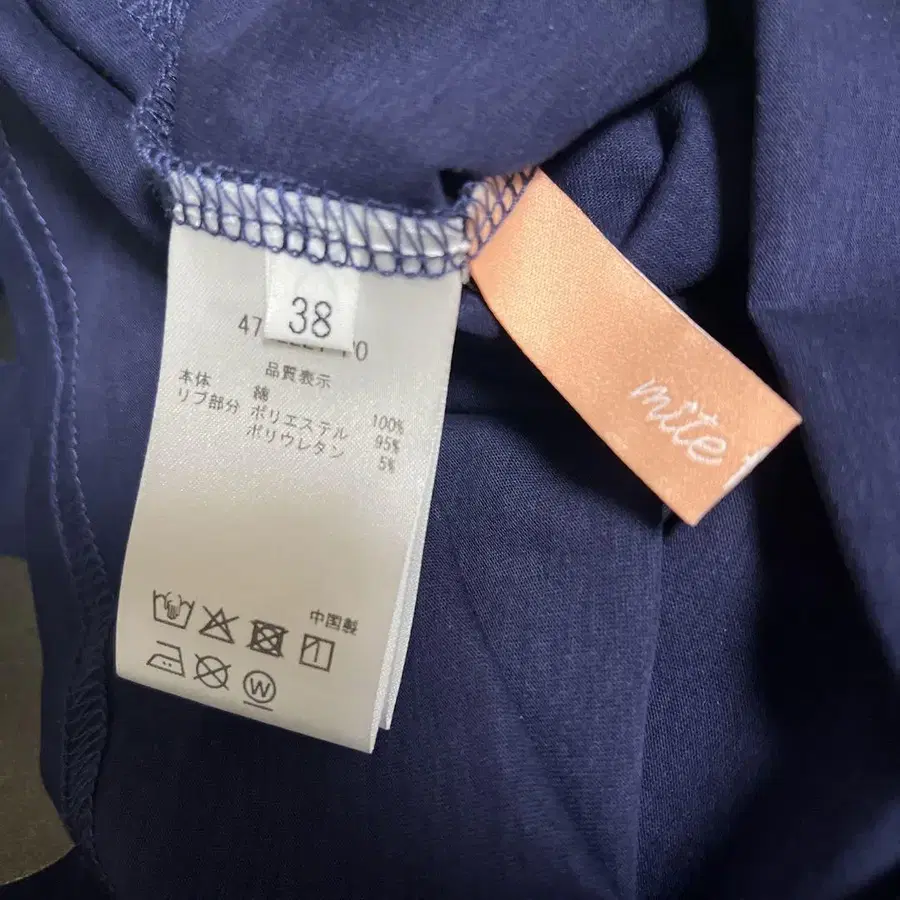 38
品質表示
本体 綿 100%
リブ部分 ポリエステル 95%
ポリウレタン 5%
中国製
W
mite